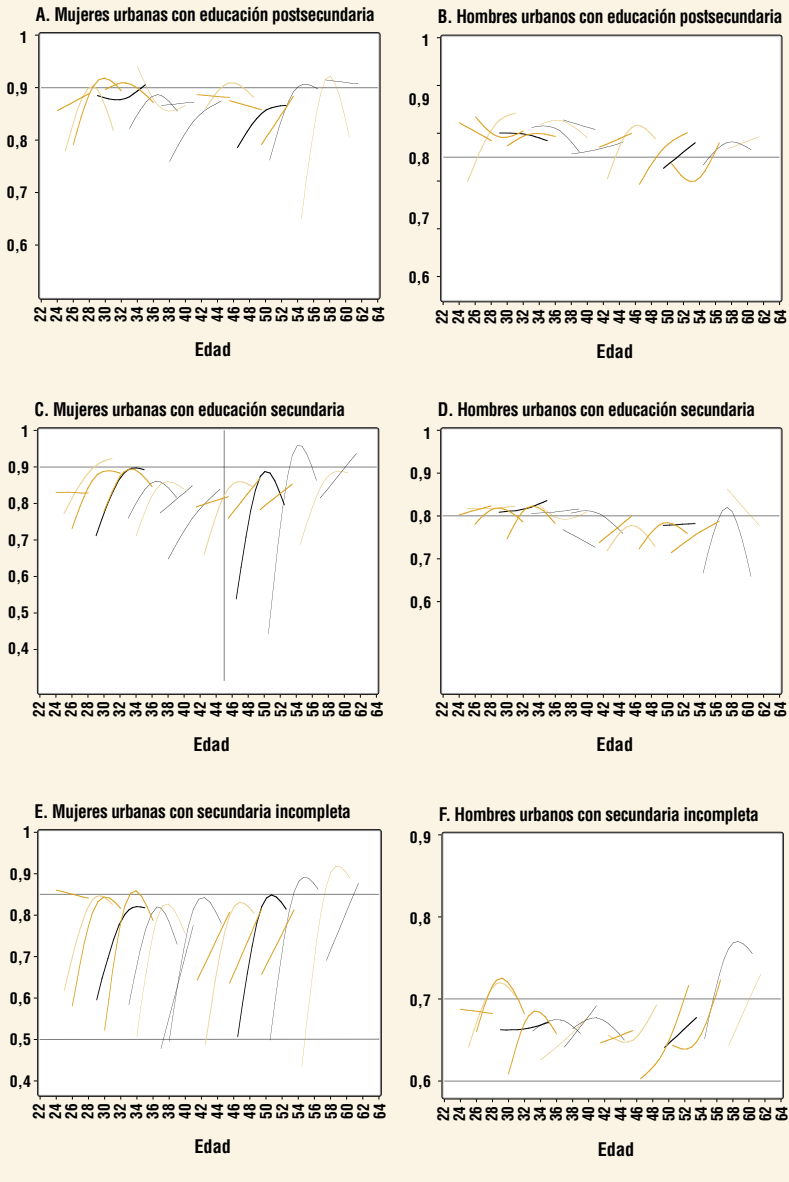 A. Mujeres urbanas con educación postsecundaria
1
0,9
0,8
0,7
0,6
22 24 26 28 30 32 34 36 38 40 42 44 46 48 50 52 54 56 58 60 62 64
Edad
B. Hombres urbanos con educación postsecundaria
1
0,9
0,8
0,7
0,6
22 24 26 28 30 32 34 36 38 40 42 44 46 48 50 52 54 56 58 60 62 64
Edad
C. Mujeres urbanas con educación secundaria
1
0,9
0,8
0,7
0,6
0,5
0,4
22 24 26 28 30 32 34 36 38 40 42 44 46 48 50 52 54 56 58 60 62 64
Edad
D. Hombres urbanos con educación secundaria
1
0,9
0,8
0,7
0,6
22 24 26 28 30 32 34 36 38 40 42 44 46 48 50 52 54 56 58 60 62 64
Edad
E. Mujeres urbanas con secundaria incompleta
1
0,9
0,8
0,7
0,6
0,5
0,4
22 24 26 28 30 32 34 36 38 40 42 44 46 48 50 52 54 56 58 60 62 64
Edad
F. Hombres urbanos con secundaria incompleta
0,9
0,8
0,7
0,6
22 24 26 28 30 32 34 36 38 40 42 44 46 48 50 52 54 56 58 60 62 64
Edad